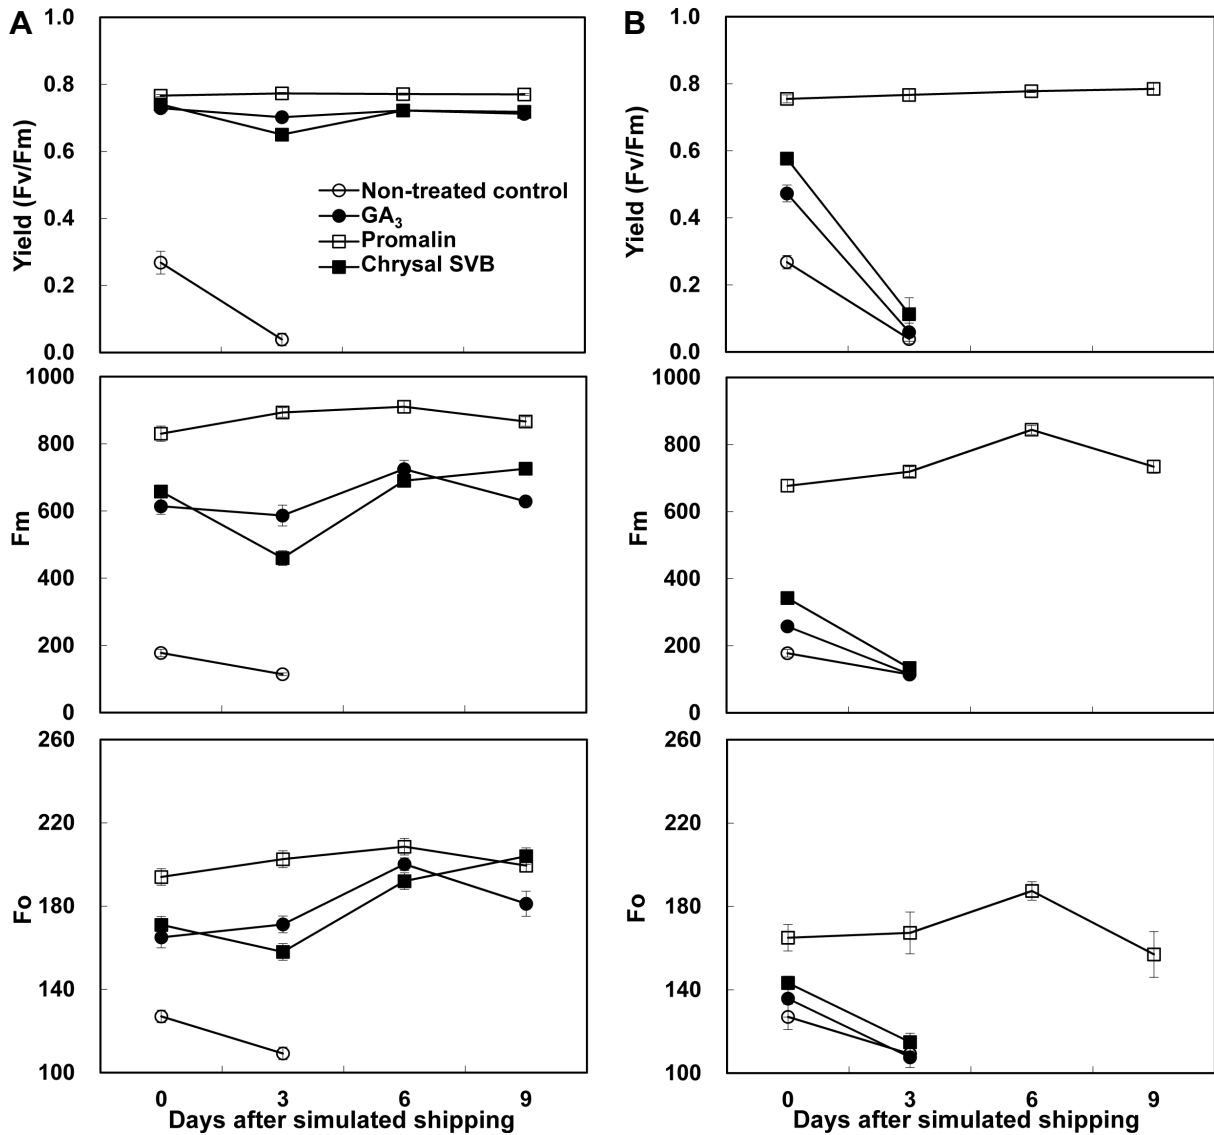 A
1.0
0.8
0.6
0.4
0.2
0.0
Yield (Fv/Fm)
Non-treated control
GA3
Promalin
Chrysal SVB
B
1.0
0.8
0.6
0.4
0.2
0.0
Yield (Fv/Fm)
1000
800
600
400
200
0
Fm
1000
800
600
400
200
0
Fm
260
220
180
140
100
Fo
0 3 6 9
Days after simulated shipping
260
220
180
140
100
Fo
0 3 6 9
Days after simulated shipping